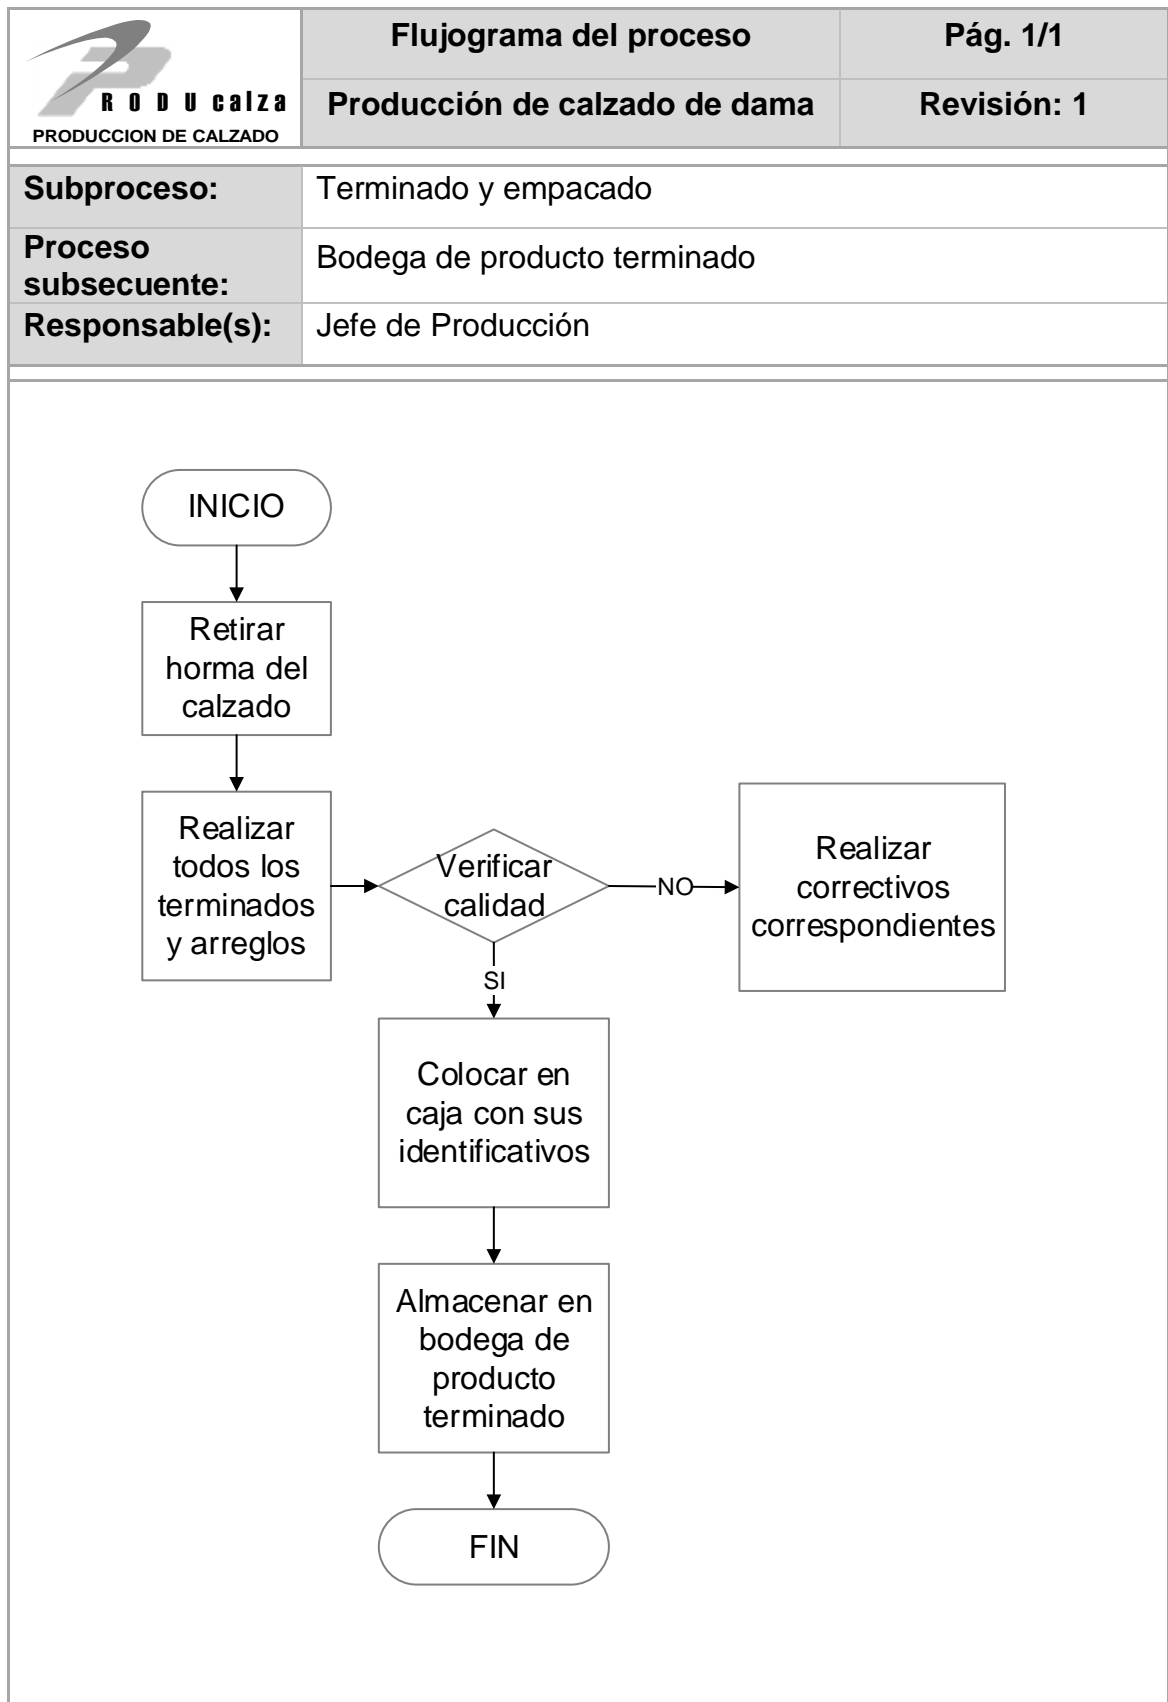 RODUcalza
PRODUCCION DE CALZADO
Flujograma del proceso
Pág. 1/1
Producción de calzado de dama
Revisión: 1
Subproceso:
Terminado y empacado
Proceso
subsecuente:
Bodega de producto terminado
Responsable(s):
Jefe de Producción
INICIO
Retirar
horma del
calzado
Realizar
todos los
terminados
y arreglos
Verificar
calidad
NO
Realizar
correctivos
correspondientes
SI
Colocar en
caja con sus
identificativos
Almacenar en
bodega de
producto
terminado
FIN